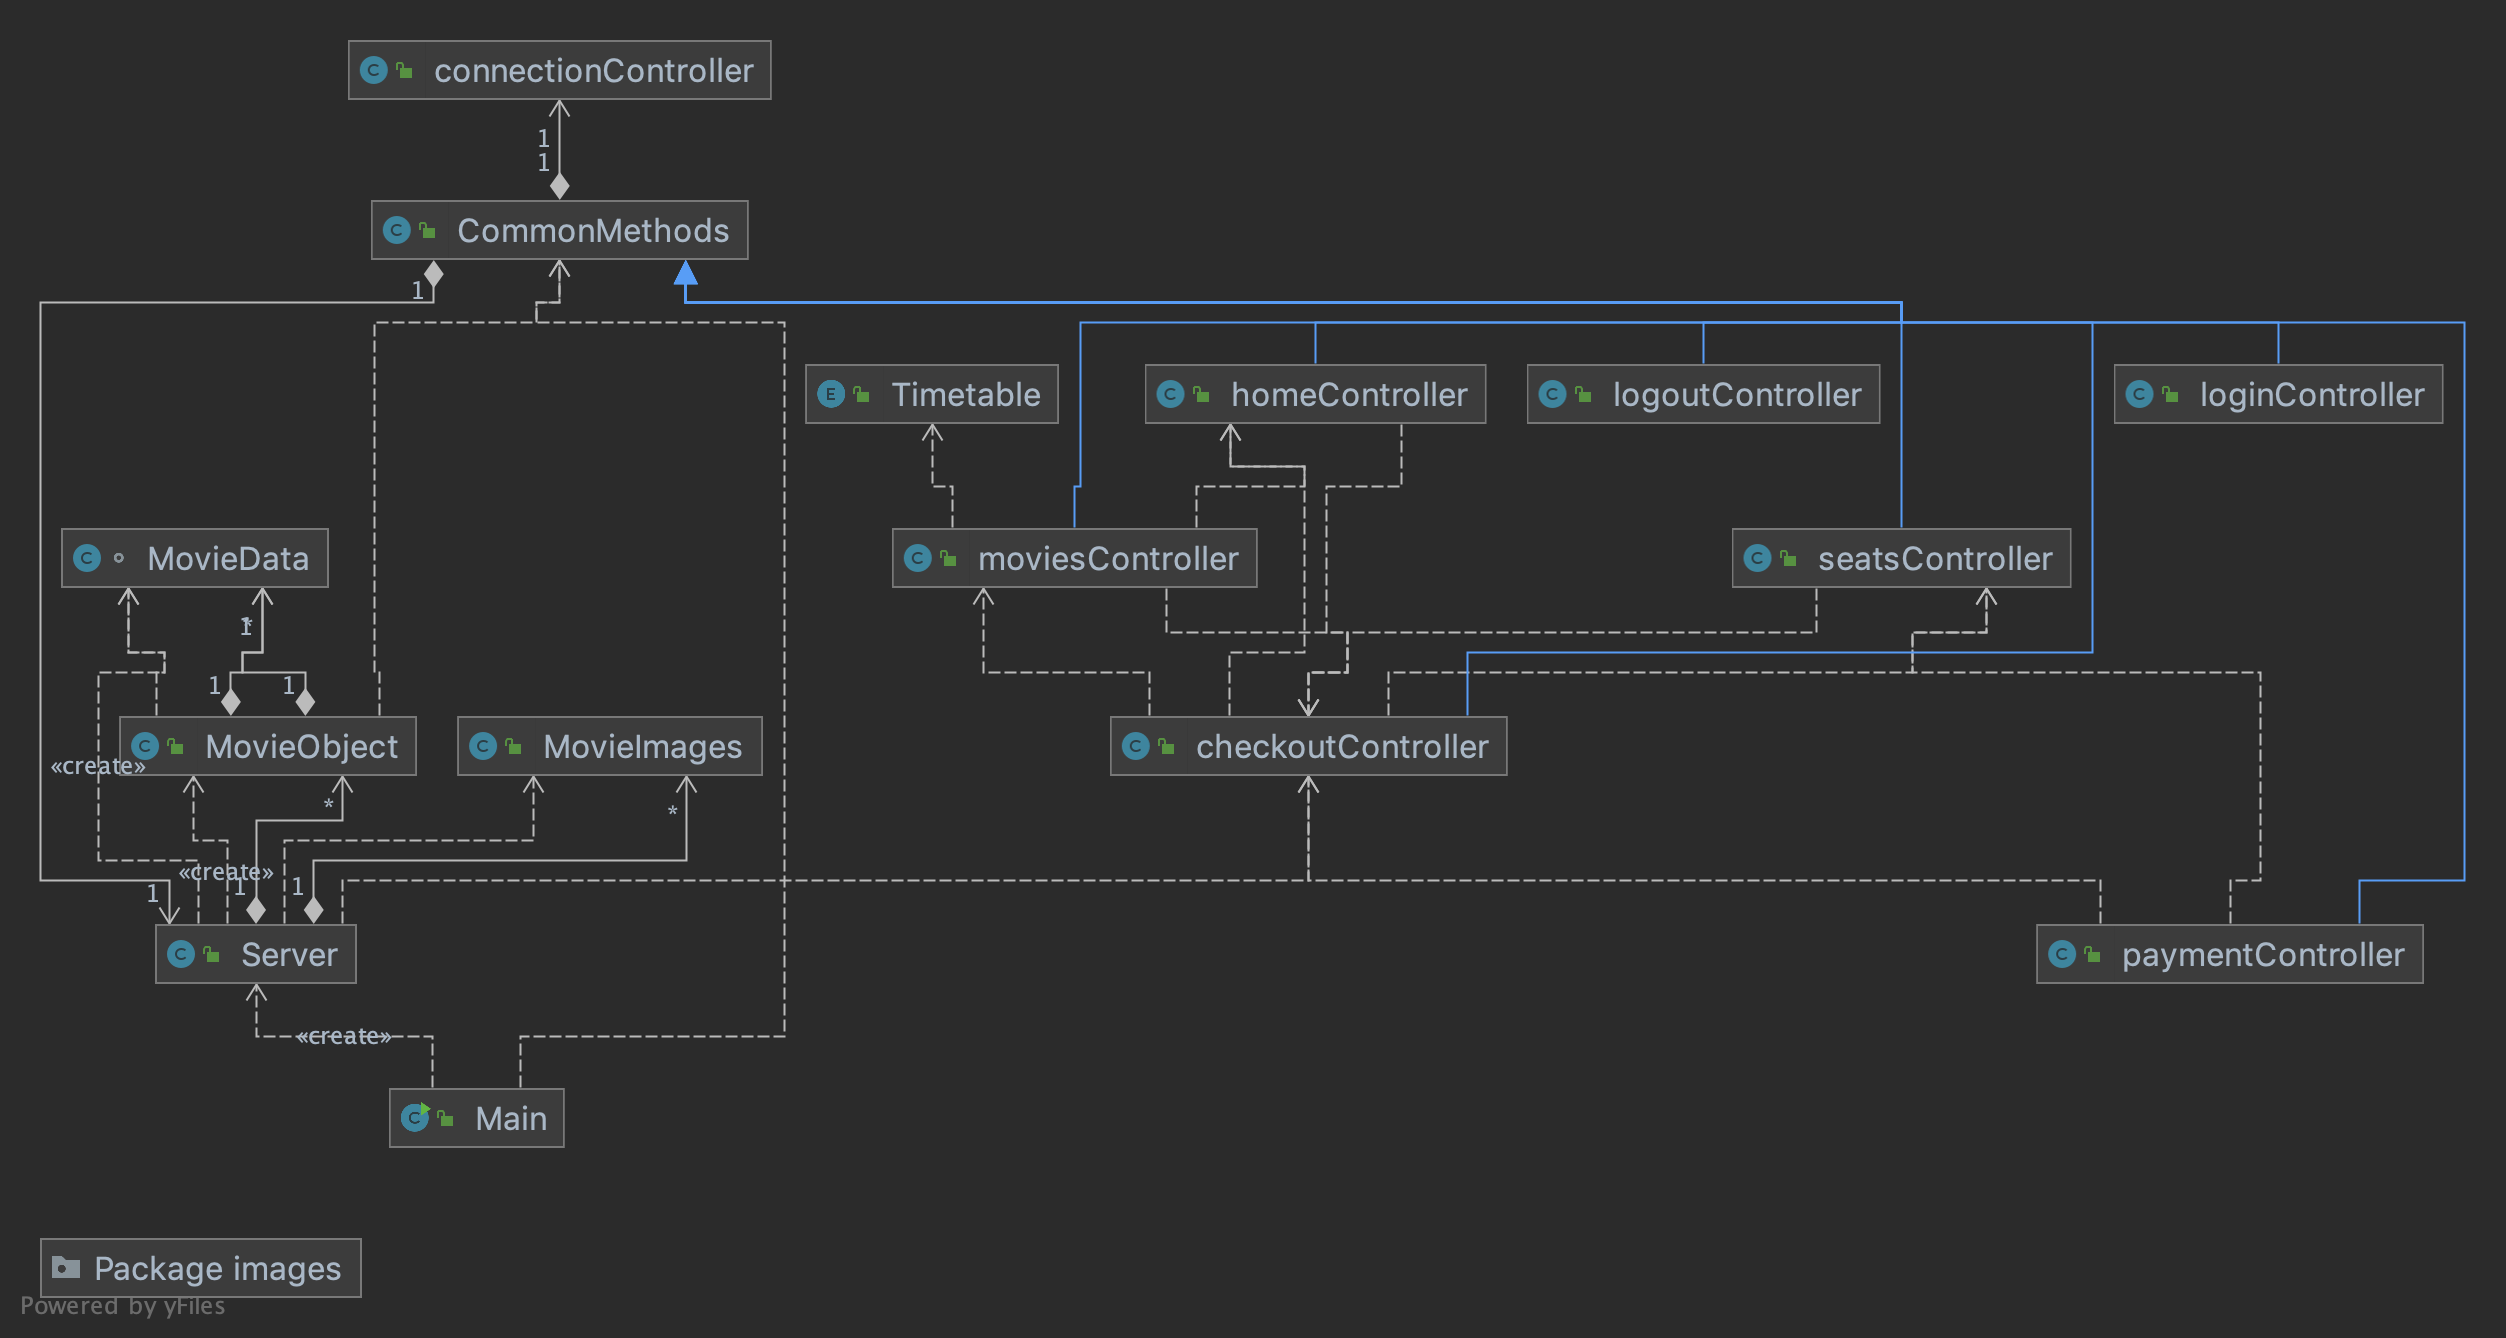 C connectionController
1
1
C CommonMethods
1
E Timetable
C homeController
C logoutController
C loginController
C MovieData
C moviesController
C seatsController
1
*
1
1
C MovieObject
C MovieImages
C checkoutController
«create»
*
*
«create»
1
1
1
C Server
C paymentController
«create»
C Main
Package images
Powered by yFiles